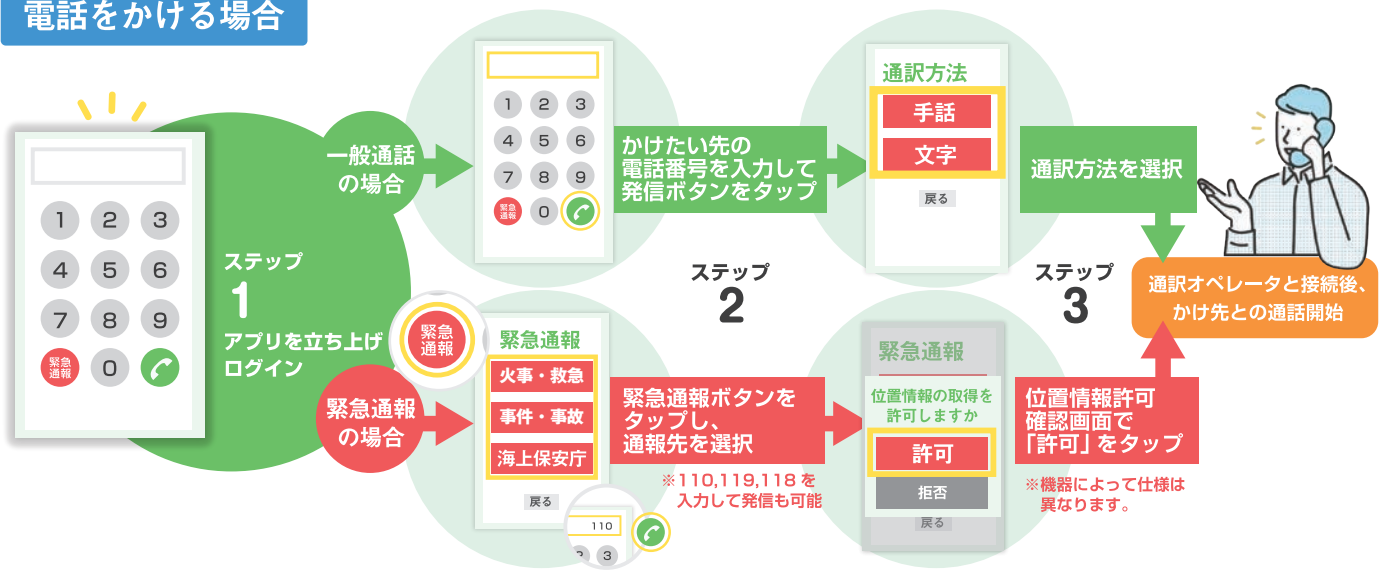 電話をかける場合
1 2 3
4 5 6
7 8 9
緊急
通報
0
ステップ
1
アプリを立ち上げ
ログイン
一般通話
の場合
1 2 3
4 5 6
7 8 9
緊急
通報
0
かけたい先の
電話番号を入力して
発信ボタンをタップ
通訳方法
手話
文字
戻る
通訳方法を選択
ステップ
2
ステップ
3
緊急通報
の場合
緊急
通報
緊急通報
火事・救急
事件・事故
海上保安庁
戻る
110
2 3
緊急通報ボタンを
タップし、
通報先を選択
※110,119,118 を
入力して発信も可能
緊急通報
位置情報の取得を
許可しますか
許可
拒否
戻る
位置情報許可
確認画面で
「許可」をタップ
※機器によって仕様は
異なります。
通訳オペレータと接続後、
かけ先との通話開始